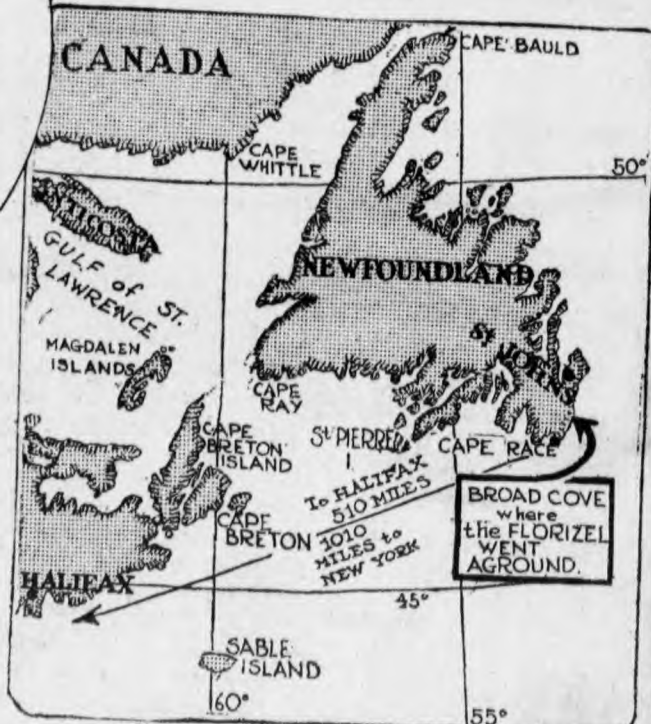 CANADA
CAPE BAULD
CAPE
WHITTLE
50°
GULF of ST.
LAWRENCE
NEWFOUNDLAND
MAGDALEN
ISLANDS
St JOHNS
CAPE
RAY
CAPE
BRETON
ISLAND
St PIERRE
I
CAPE RACE
To HALIFAX
510 MILES
1010
MILES to
NEW YORK
CAPE
BRETON
BROAD COVE
where
the FLORIZEL
WENT
AGROUND.
HALIFAX
45°
SABLE
ISLAND
60°
55°